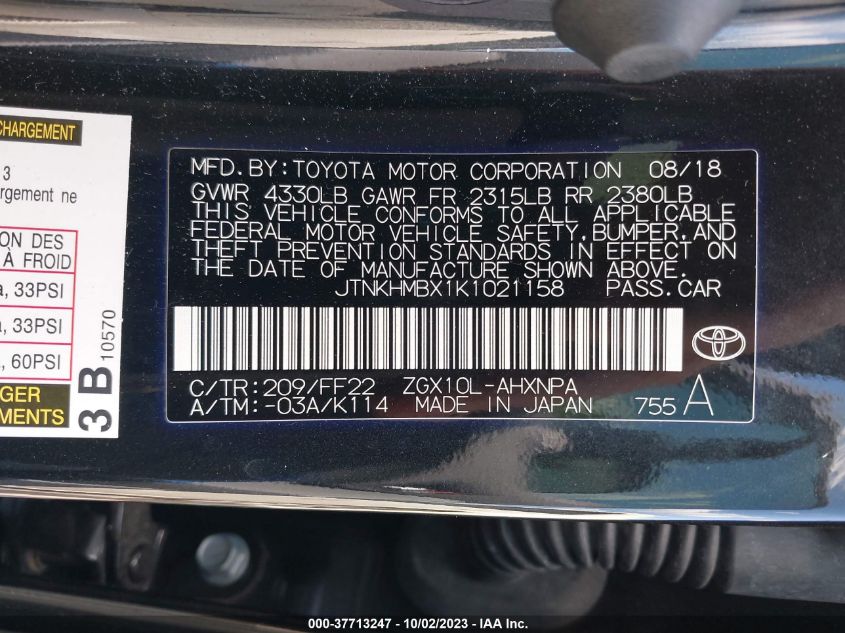 CHARGEMENT
3
rgement ne
ION DES
À FROID
a, 33PSI
a, 33PSI
, 60PSI
GER
MENTS
3 B 10570
MFD.BY:TOYOTA MOTOR CORPORATION 08/18
GVWR 4330LB GAWR FR 2315LB RR 2380LB
THIS VEHICLE CONFORMS TO ALL APPLICABLE
FEDERAL MOTOR VEHICLE SAFETY,BUMPER,AND
THEFT PREVENTION STANDARDS IN EFFECT ON
THE DATE OF MANUFACTURE SHOWN ABOVE.
JTNKHMBX1K1021158 PASS.CAR
C/TR:209/FF22 ZGX10L-AHXNPA
A/TM:-03A/K114 MADE IN JAPAN 755 A
000-37713247 - 10/02/2023 - IAA Inc.